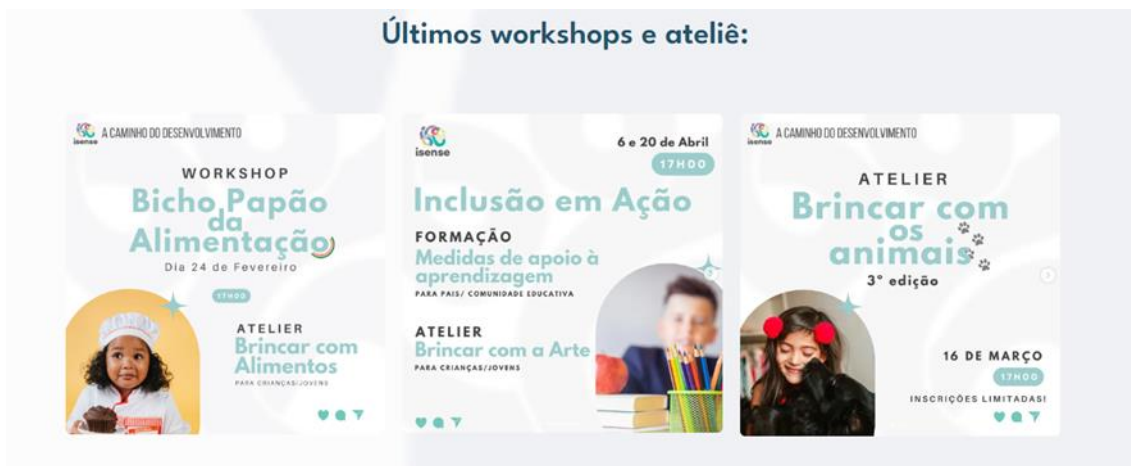 Últimos workshops e ateliê:
isense
A CAMINHO DO DESENVOLVIMENTO
WORKSHOP
Bicho Papão
da
Alimentação
Dia 24 de Fevereiro
17H00
ATELIER
Brincar com
Alimentos
PARA CRIANÇAS/JOVENS
isense
6 e 20 de Abril
17H00
Inclusão em Ação
FORMAÇÃO
Medidas de apoio à
aprendizagem
PARA PAIS/ COMUNIDADE EDUCATIVA
ATELIER
Brincar com a Arte
PARA CRIANÇAS/JOVENS
isense
A CAMINHO DO DESENVOLVIMENTO
ATELIER
Brincar com
os
animais
3º edição
16 DE MARÇO
17H00
INSCRIÇÕES LIMITADAS!